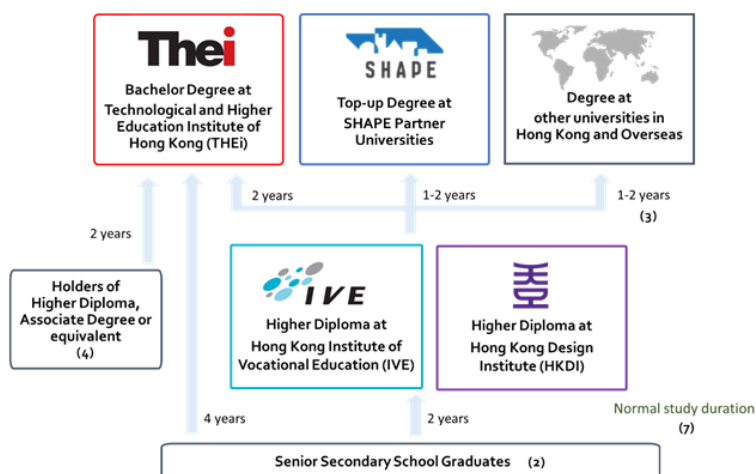 Thei
Bachelor Degree at
Technological and Higher
Education Institute of
Hong Kong (THEi)
SHAPE
Top-up Degree at
SHAPE Partner
Universities
Degree at
other universities in
Hong Kong and Overseas
2 years
1-2 years
1-2 years
(3)
2 years
Holders of
Higher Diploma,
Associate Degree or
equivalent
(4)
IVE
Higher Diploma at
Hong Kong Institute of
Vocational Education (IVE)
HKDI
Higher Diploma at
Hong Kong Design
Institute (HKDI)
4 years
2 years
Normal study duration
(7)
Senior Secondary School Graduates (2)